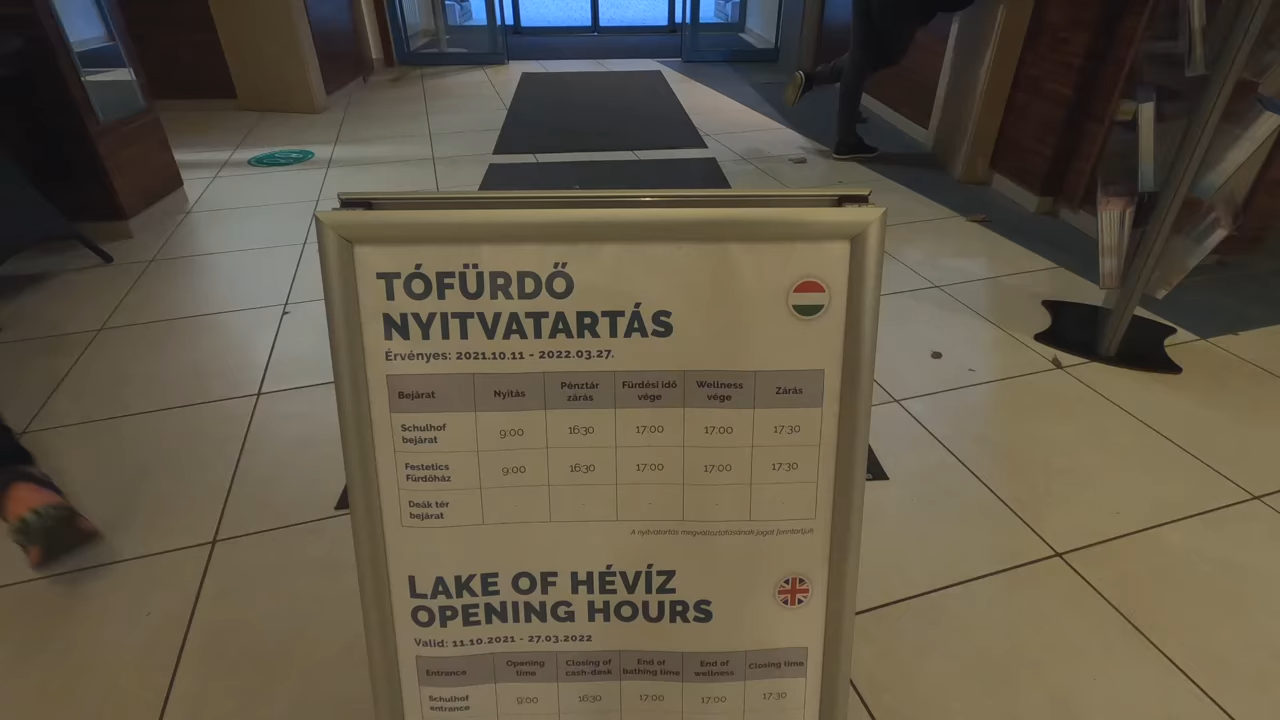 TÓFÜRDŐ
NYITVATARTÁS
Érvényes: 2021.10.11 - 2022.03.27.
Bejárat Nyitás Pénztár zárás Fürdési idő vége Wellness vége Zárás
Schulhof bejárat 9:00 16:30 17:00 17:00 17:30
Festetics Fürdőház 9:00 16:30 17:00 17:00 17:30
Deák tér bejárat - - - - -
A nyitvatartás megváltoztatásának jogát fenntartjuk.
LAKE OF HÉVÍZ
OPENING HOURS
Valid: 11.10.2021 - 27.03.2022
Entrance Opening time Closing of cash-desk End of bathing time End of wellness Closing time
Schulhof entrance 9:00 16:30 17:00 17:00 17:30